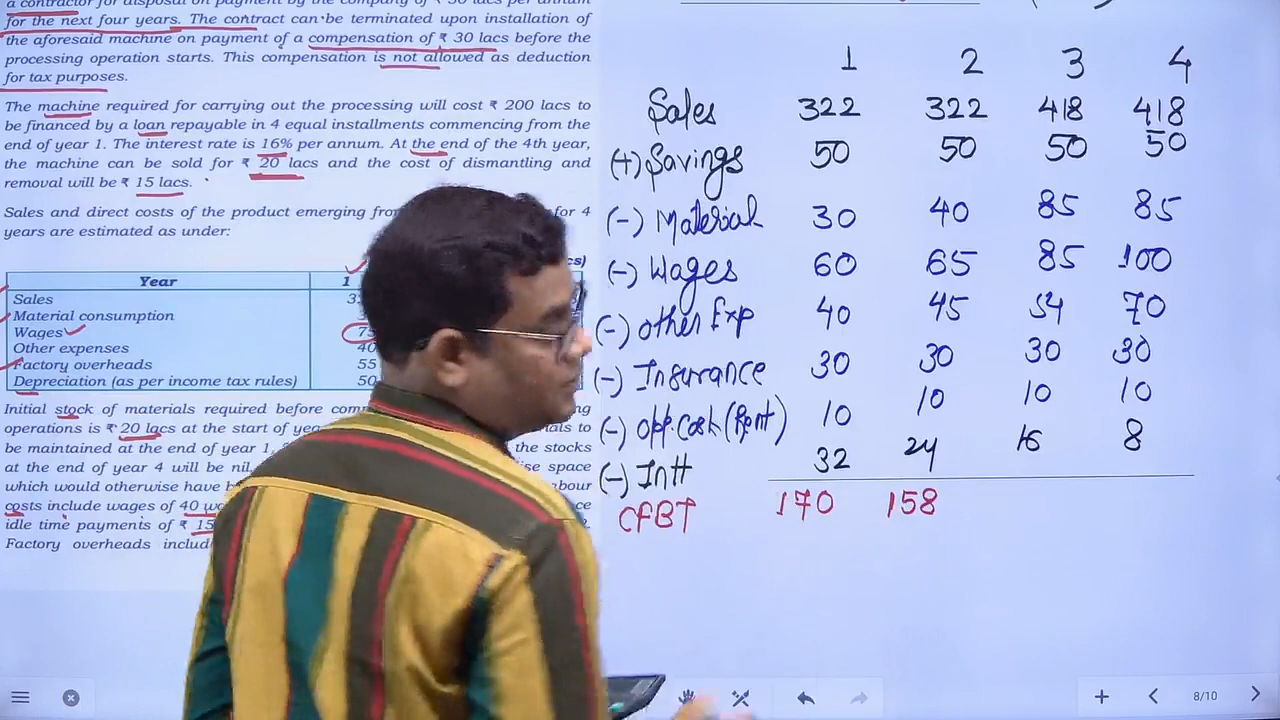 a contractor for disposal on payment by the company of ₹ 50 lacs per annum
for the next four years. The contract can be terminated upon installation of
the aforesaid machine on payment of a compensation of ₹ 30 lacs before the
processing operation starts. This compensation is not allowed as deduction
for tax purposes.
The machine required for carrying out the processing will cost ₹ 200 lacs to
be financed by a loan repayable in 4 equal installments commencing from the
end of year 1. The interest rate is 16% per annum. At the end of the 4th year,
the machine can be sold for ₹ 20 lacs and the cost of dismantling and
removal will be ₹ 15 lacs.
Sales and direct costs of the product emerging for 4
years are estimated as under:
Year 1
Sales
Material consumption
Wages 75
Other expenses 40
Factory overheads 55
Depreciation (as per income tax rules) 50
Initial stock of materials required before
operations is ₹ 20 lacs at the start of
be maintained at the end of year 1, the stocks
at the end of year 4 will be nil. space
which would otherwise have
costs include wages of 40
idle time payments of ₹ 15
Factory overheads
1 2 3 4
Sales 322 322 418 418
(+) Savings 50 50 50 50
(-) Material 30 40 85 85
(-) Wages 60 65 85 100
(-) Other Exp 40 45 54 70
(-) Insurance 30 30 30 30
(-) Opp. Cost (Rent) 10 10 10 10
(-) Intt 32 24 16 8
CFBT 170 158
8/10